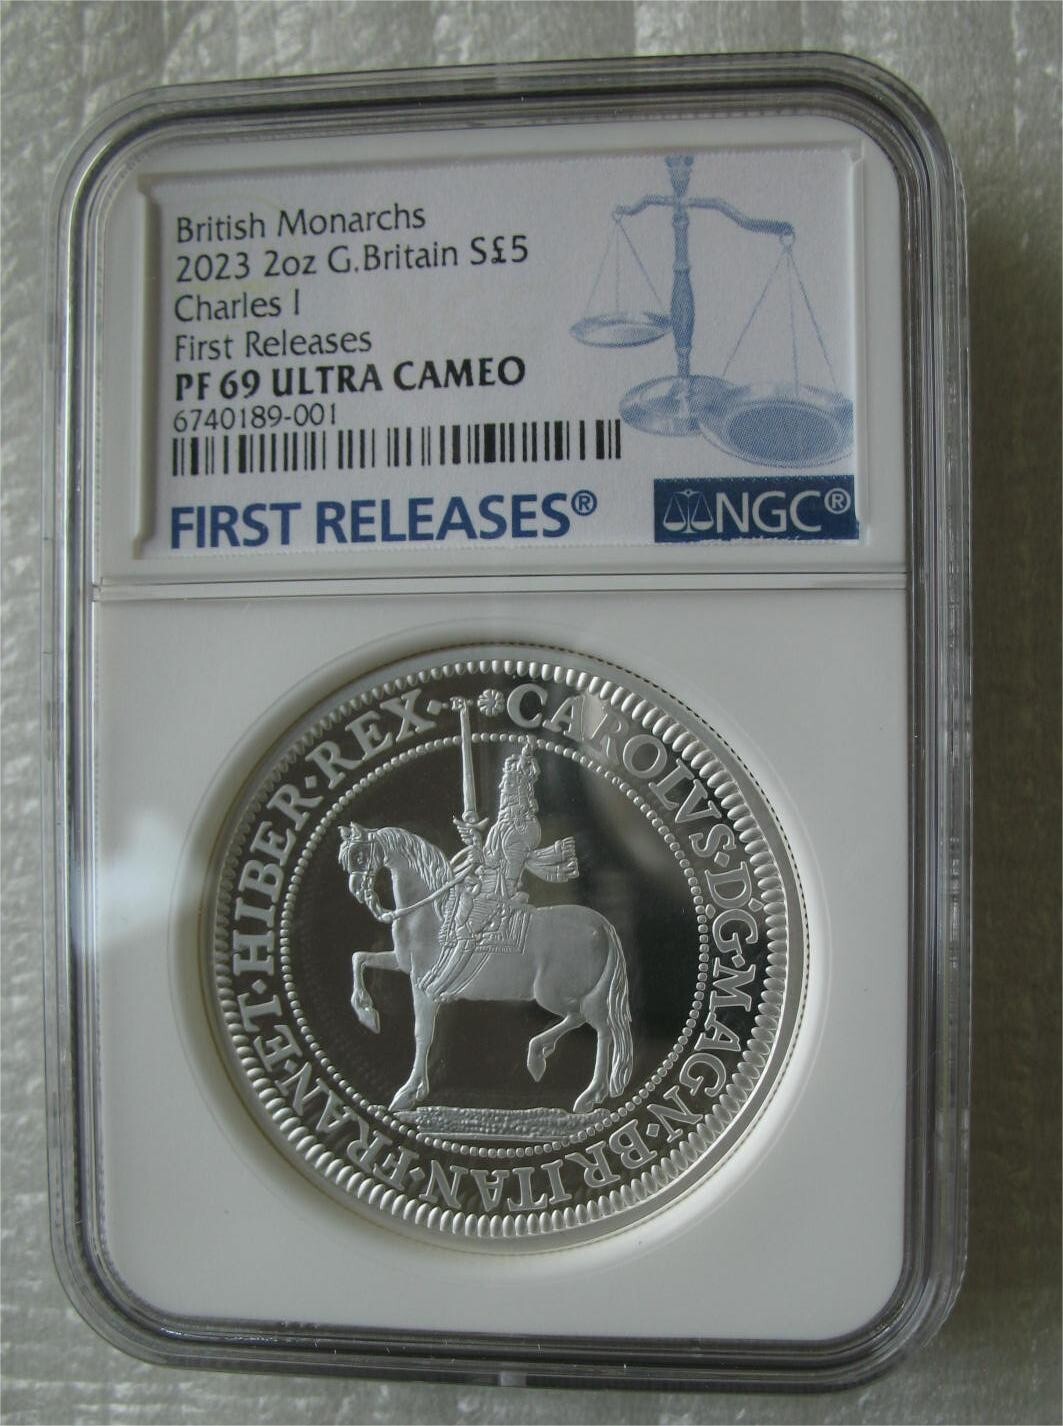 British Monarchs
2023 2oz G.Britain S£5
Charles I
First Releases
PF 69 ULTRA CAMEO
6740189-001
FIRST RELEASES®
NGC®
CAROLVS·D:G·MAGN·BRITAN·FRAN·ET·HIBER·REX·